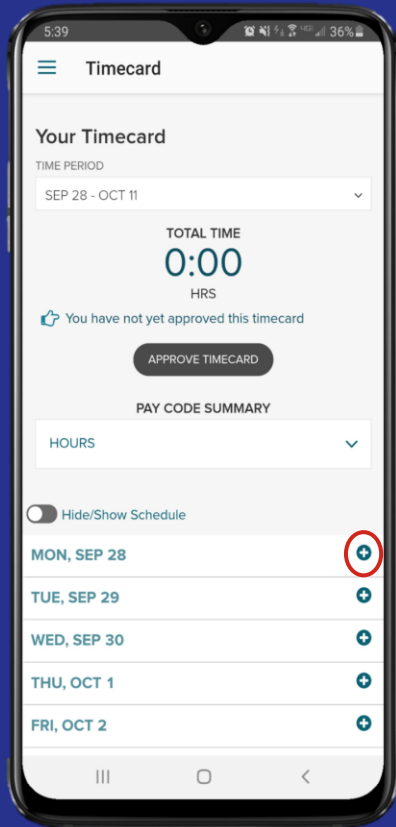 5:39 36%
Timecard
Your Timecard
TIME PERIOD
SEP 28 - OCT 11
TOTAL TIME
0:00
HRS
You have not yet approved this timecard
APPROVE TIMECARD
PAY CODE SUMMARY
HOURS
Hide/Show Schedule
MON, SEP 28
TUE, SEP 29
WED, SEP 30
THU, OCT 1
FRI, OCT 2